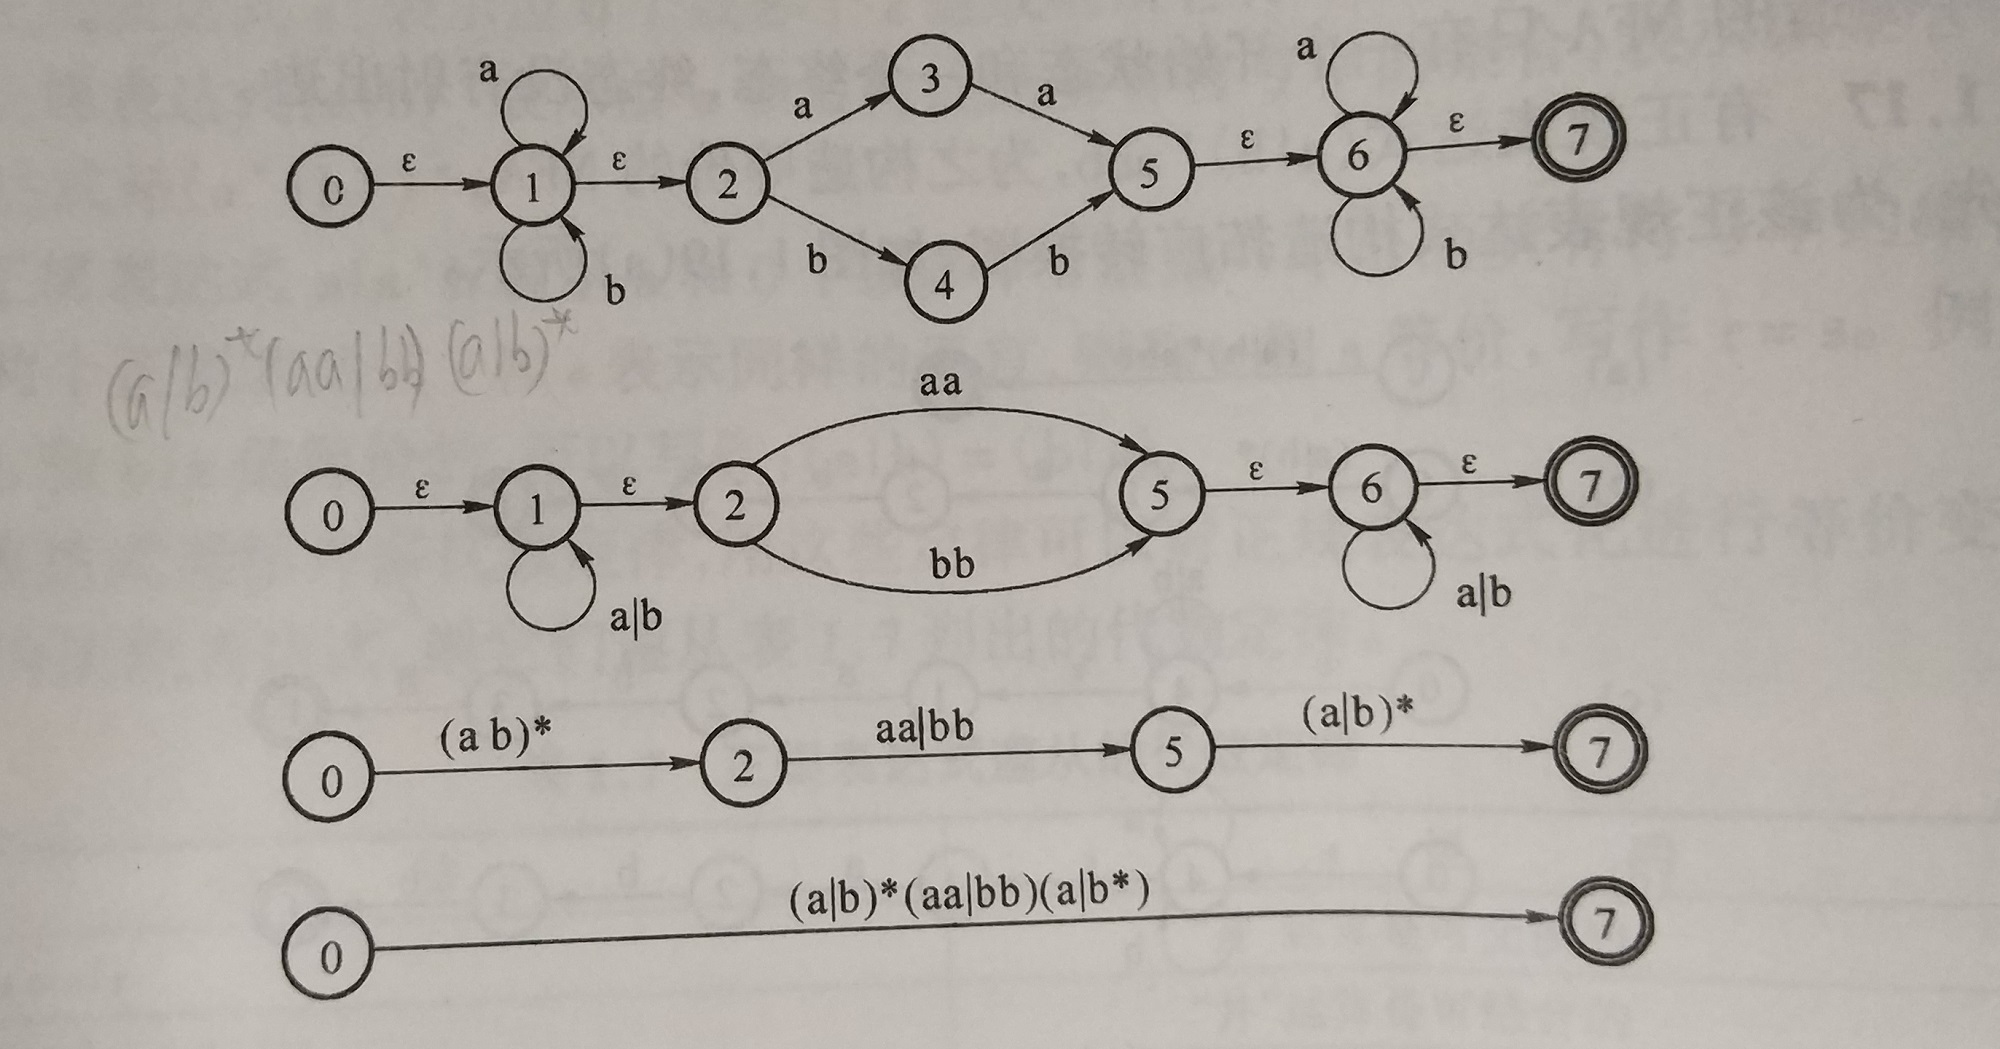 a a a
3
a a
0 ε 1 ε 2 5 ε 6 ε 7
b b
4
b b
(a|b)*(aa|bb)(a|b)*
aa
0 ε 1 ε 2 5 ε 6 ε 7
bb
a|b a|b
(a b)* aa|bb (a|b)*
0 2 5 7
(a|b)*(aa|bb)(a|b*)
0 7